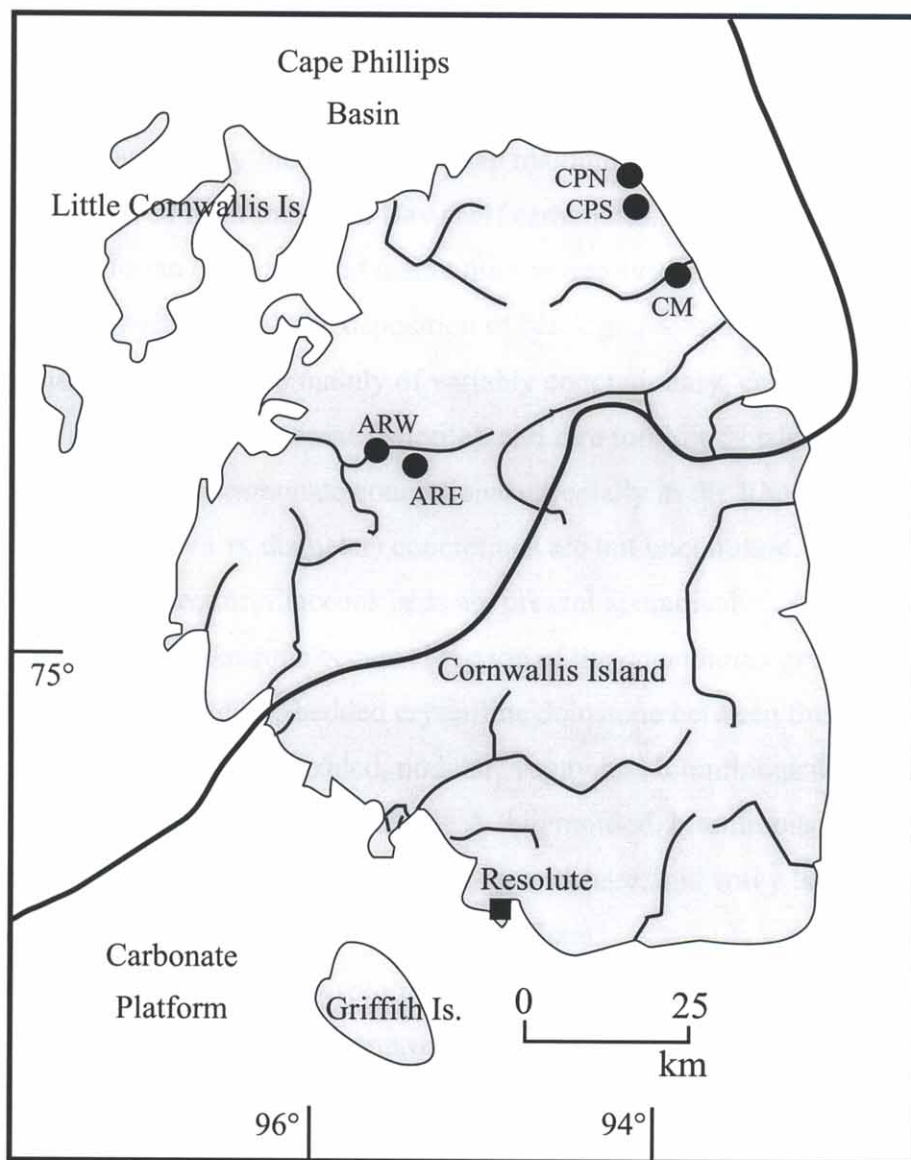 Cape Phillips
Basin
Little Cornwallis Is.
CPN
CPS
CM
ARW
ARE
75°
Cornwallis Island
Resolute
Carbonate
Platform
Griffith Is.
0 25
km
96°
94°